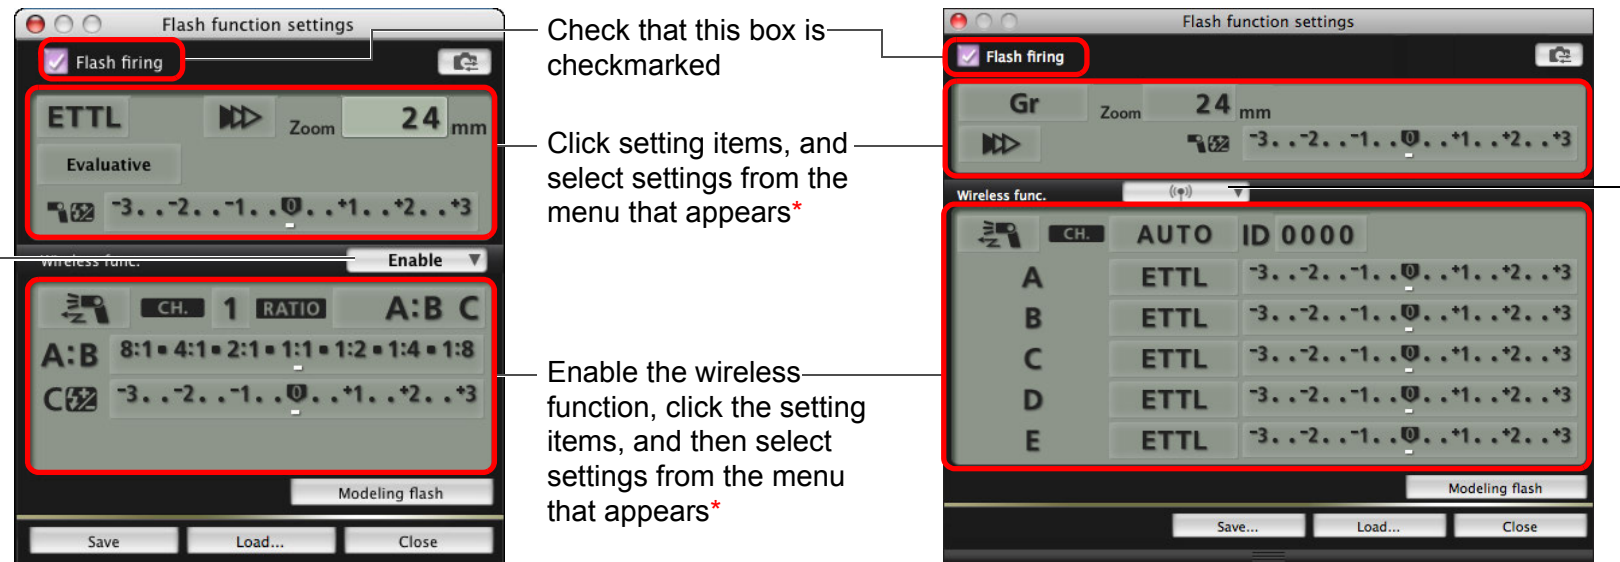 Flash function settings
Flash firing
ETTL
Zoom 24 mm
Evaluative
-3..-2..-1..0..+1..+2..+3
Wireless func. Enable
CH. 1 RATIO A:B C
A:B 8:1 4:1 2:1 1:1 1:2 1:4 1:8
C -3..-2..-1..0..+1..+2..+3
Modeling flash
Save Load... Close
Check that this box is
checkmarked
Click setting items, and
select settings from the
menu that appears*
Enable the wireless
function, click the setting
items, and then select
settings from the menu
that appears*
Flash function settings
Flash firing
Gr Zoom 24 mm
-3..-2..-1..0..+1..+2..+3
Wireless func.
CH. AUTO ID 0000
A ETTL -3..-2..-1..0..+1..+2..+3
B ETTL -3..-2..-1..0..+1..+2..+3
C ETTL -3..-2..-1..0..+1..+2..+3
D ETTL -3..-2..-1..0..+1..+2..+3
E ETTL -3..-2..-1..0..+1..+2..+3
Modeling flash
Save... Load... Close